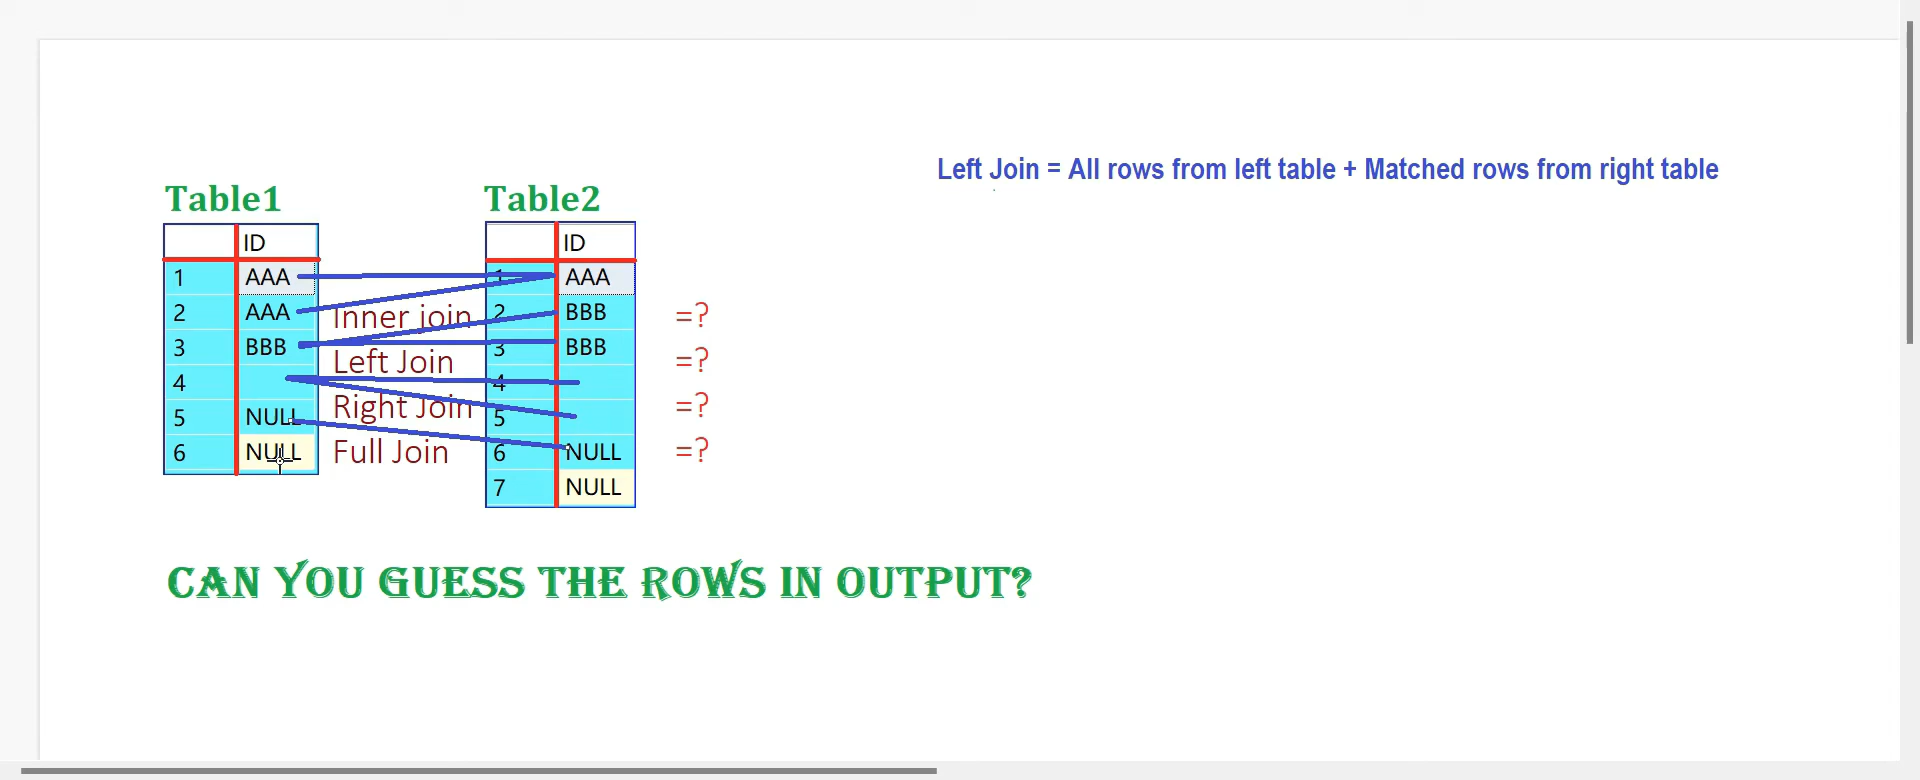 Left Join = All rows from left table + Matched rows from right table
Table1
ID
1 AAA
2 AAA
3 BBB
4
5 NULL
6 NULL
Inner join
Left Join
Right Join
Full Join
Table2
ID
1 AAA
2 BBB
3 BBB
4
5
6 NULL
7 NULL
=?
=?
=?
=?
CAN YOU GUESS THE ROWS IN OUTPUT?